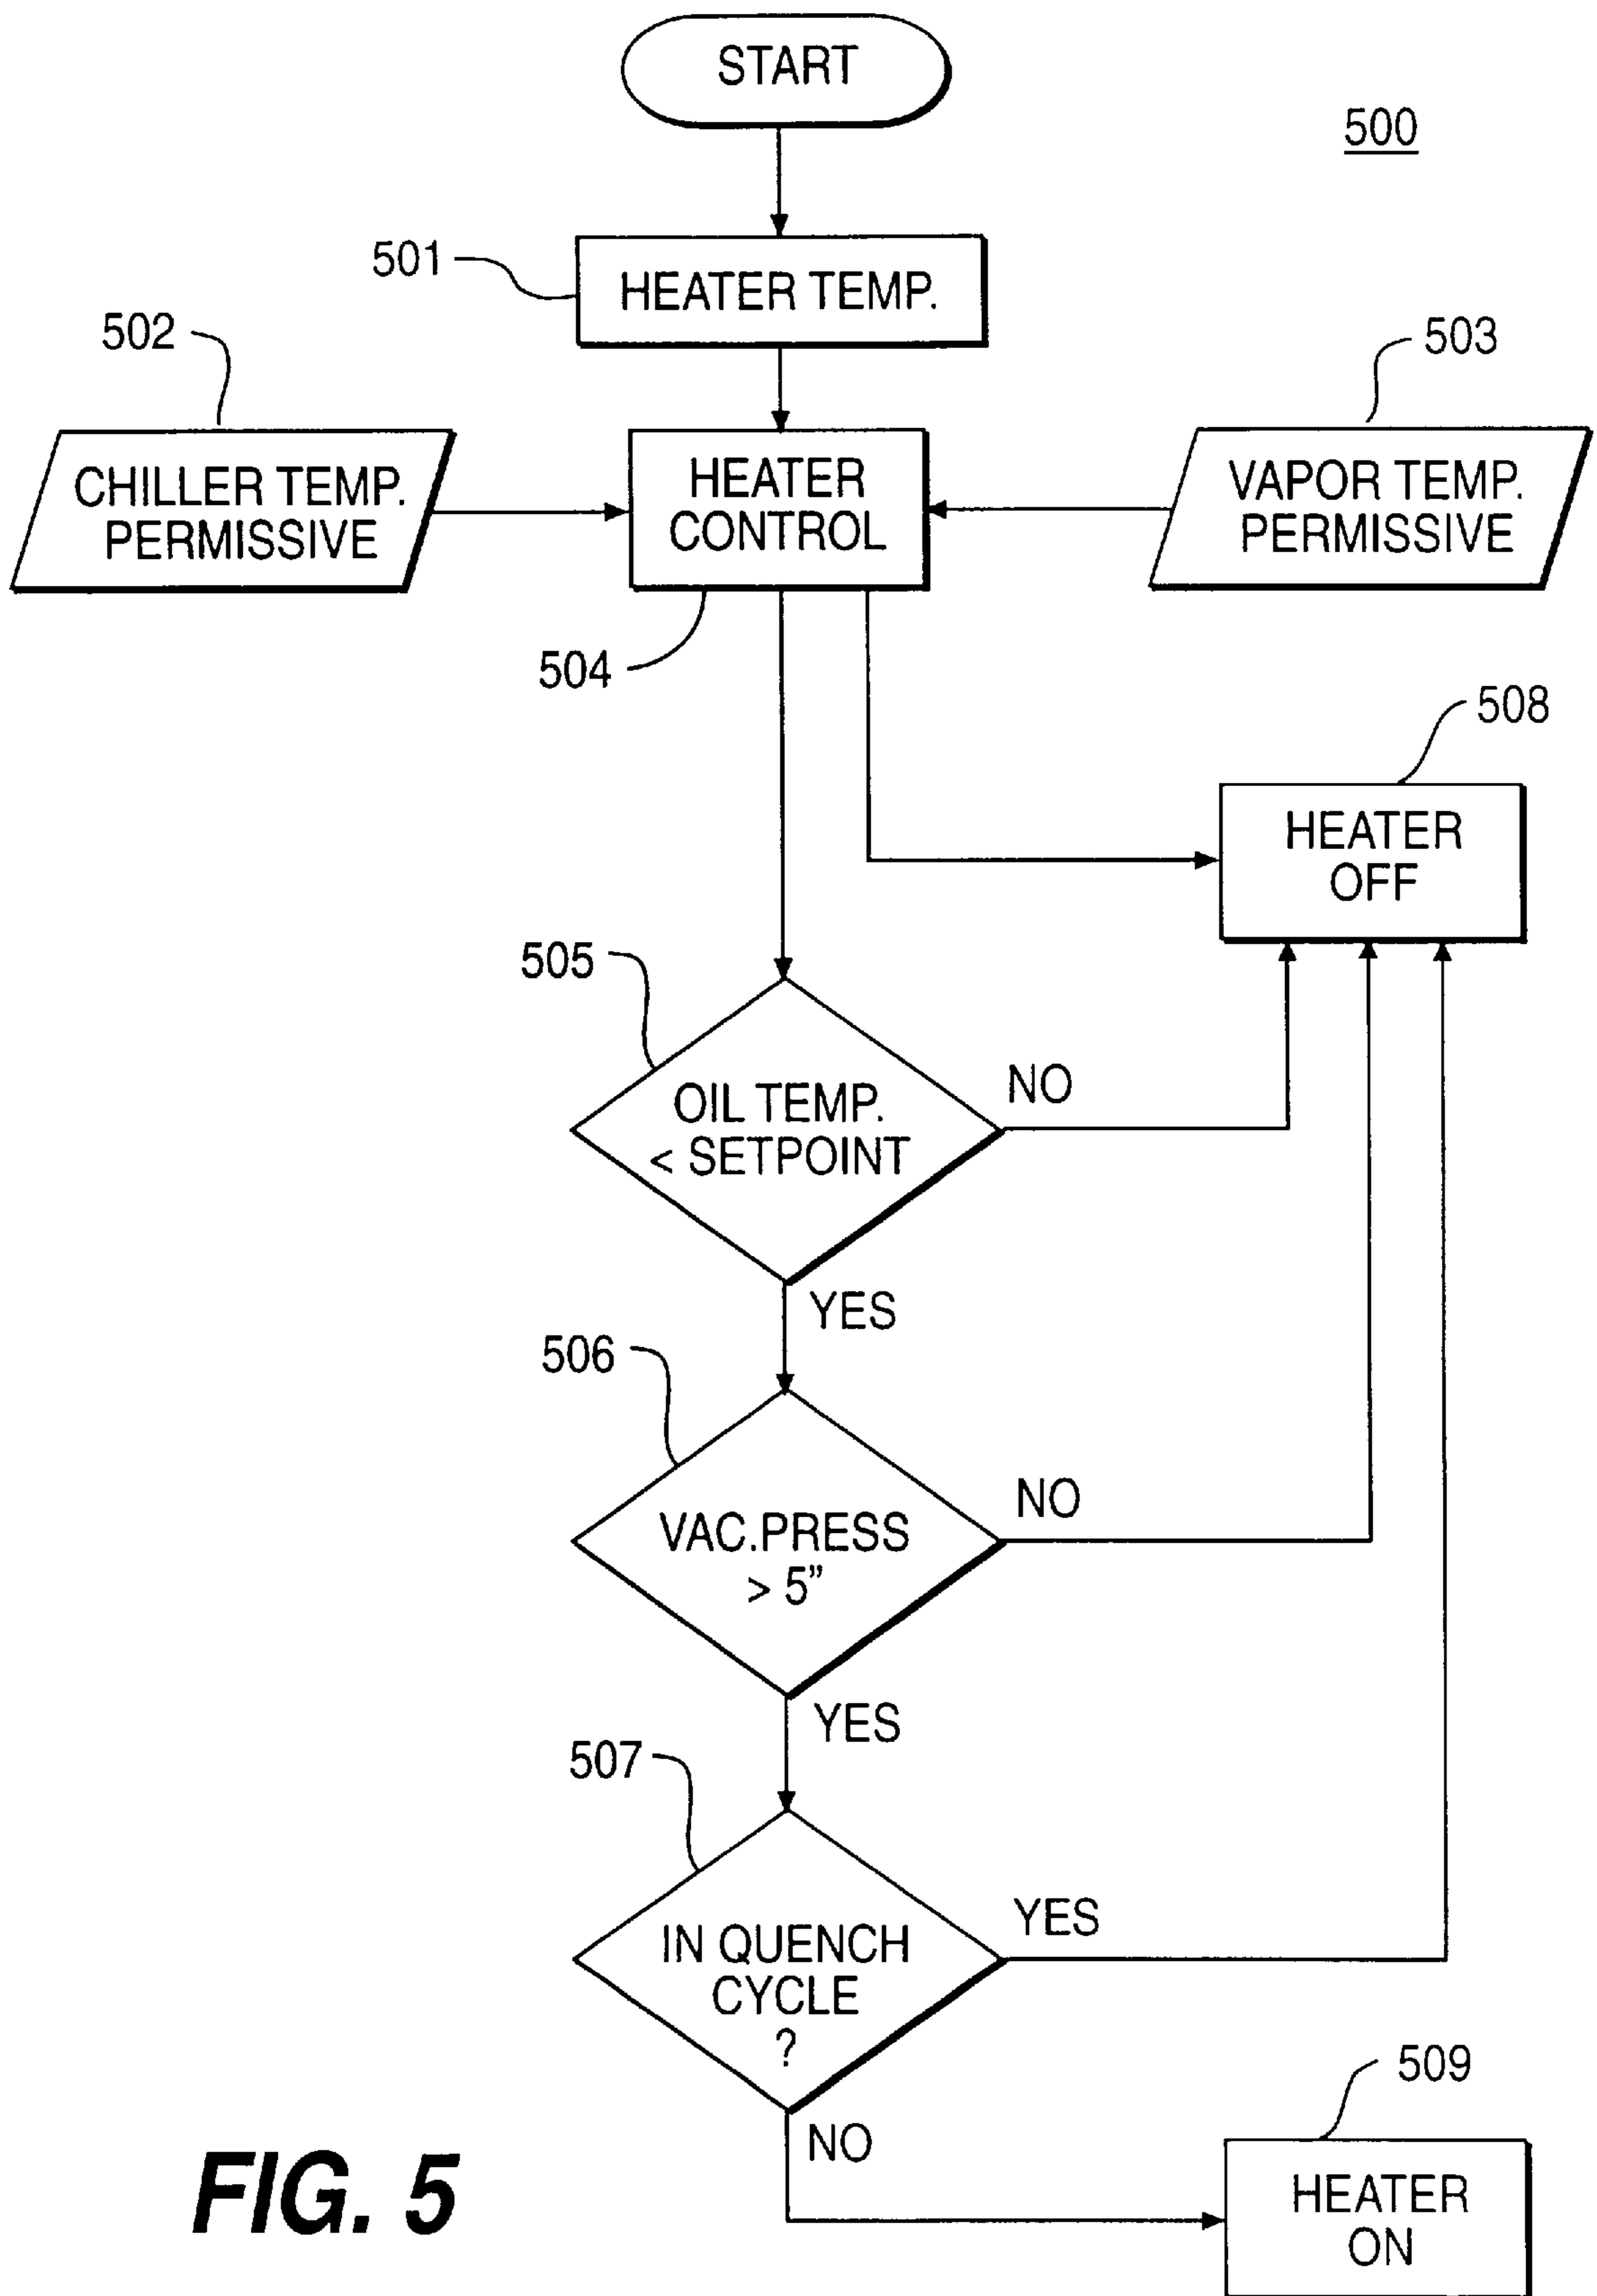 START
500
501
HEATER TEMP.
502
503
CHILLER TEMP.
PERMISSIVE
HEATER
CONTROL
VAPOR TEMP.
PERMISSIVE
504
508
HEATER
OFF
505
OIL TEMP.
< SETPOINT
NO
YES
506
VAC.PRESS
> 5”
NO
YES
507
IN QUENCH
CYCLE
?
YES
NO
509
HEATER
ON
FIG. 5